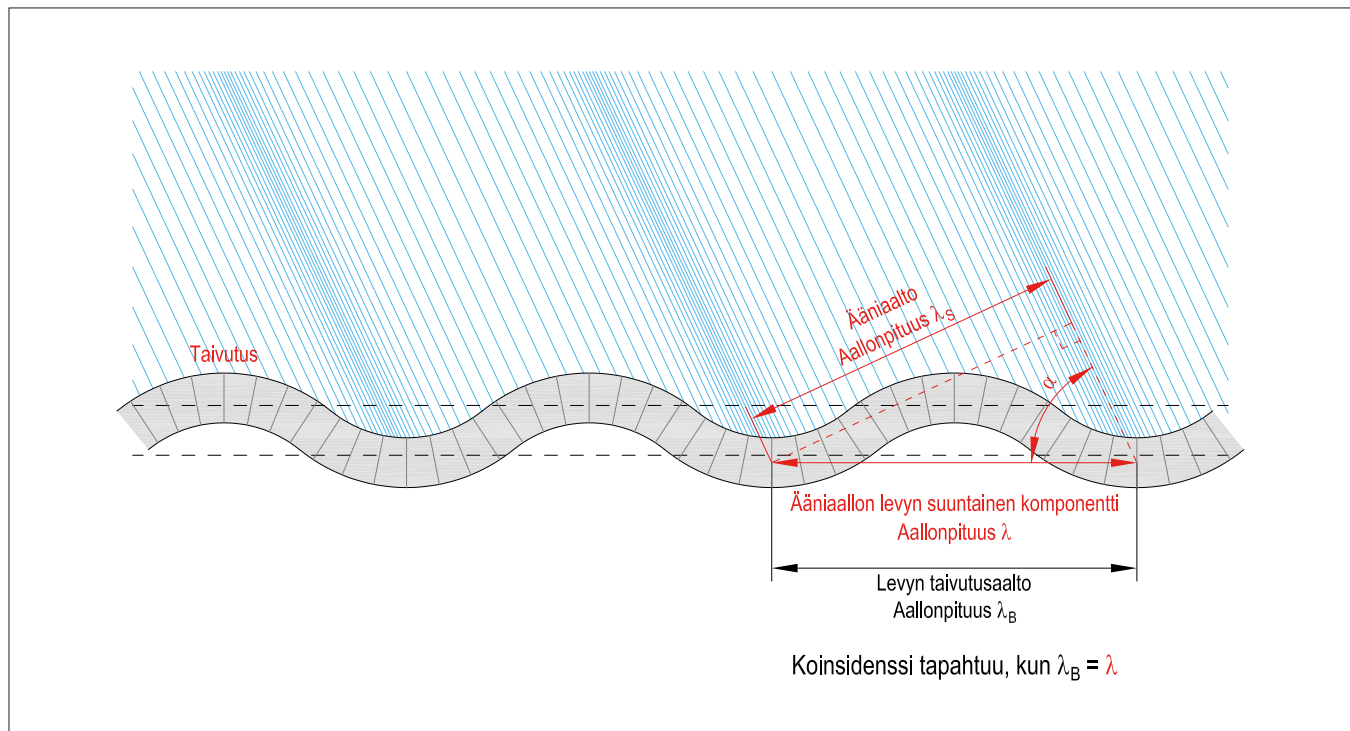 Taivutus
Ääniaalto
Aallonpituus λS
α
Ääniaallon levyn suuntainen komponentti
Aallonpituus λ
Levyn taivutusaalto
Aallonpituus λB
Koinsidenssi tapahtuu, kun λB = λ